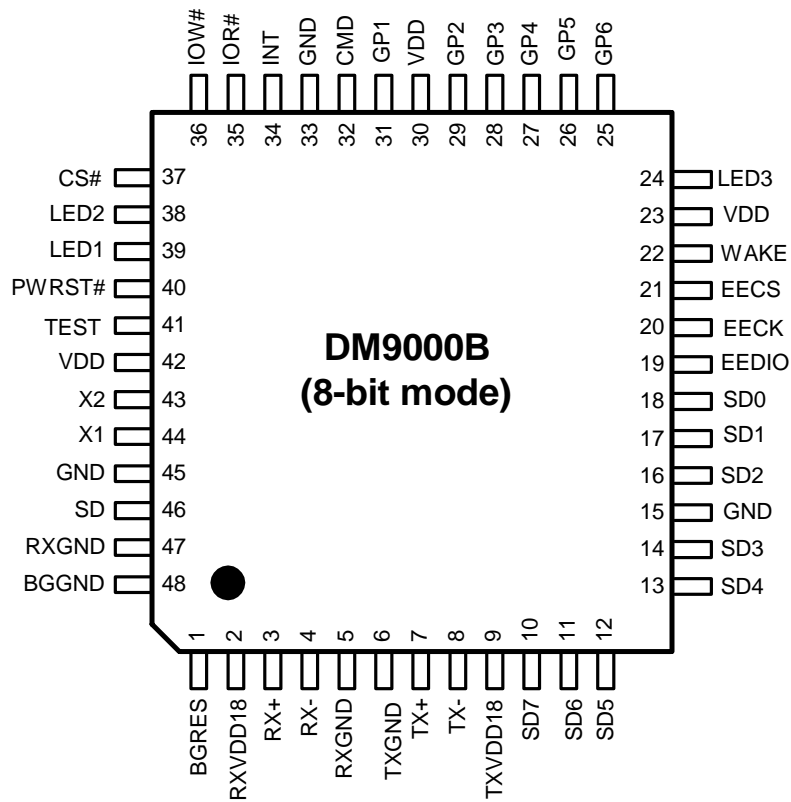 IOW# IOR# INT GND CMD GP1 VDD GP2 GP3 GP4 GP5 GP6
36 35 34 33 32 31 30 29 28 27 26 25
CS# 37
LED2 38
LED1 39
PWRST# 40
TEST 41
VDD 42
X2 43
X1 44
GND 45
SD 46
RXGND 47
BGGND 48
DM9000B
(8-bit mode)
24 LED3
23 VDD
22 WAKE
21 EECS
20 EECK
19 EEDIO
18 SD0
17 SD1
16 SD2
15 GND
14 SD3
13 SD4
1 2 3 4 5 6 7 8 9 10 11 12
BGRES RXVDD18 RX+ RX- RXGND TXGND TX+ TX- TXVDD18 SD7 SD6 SD5